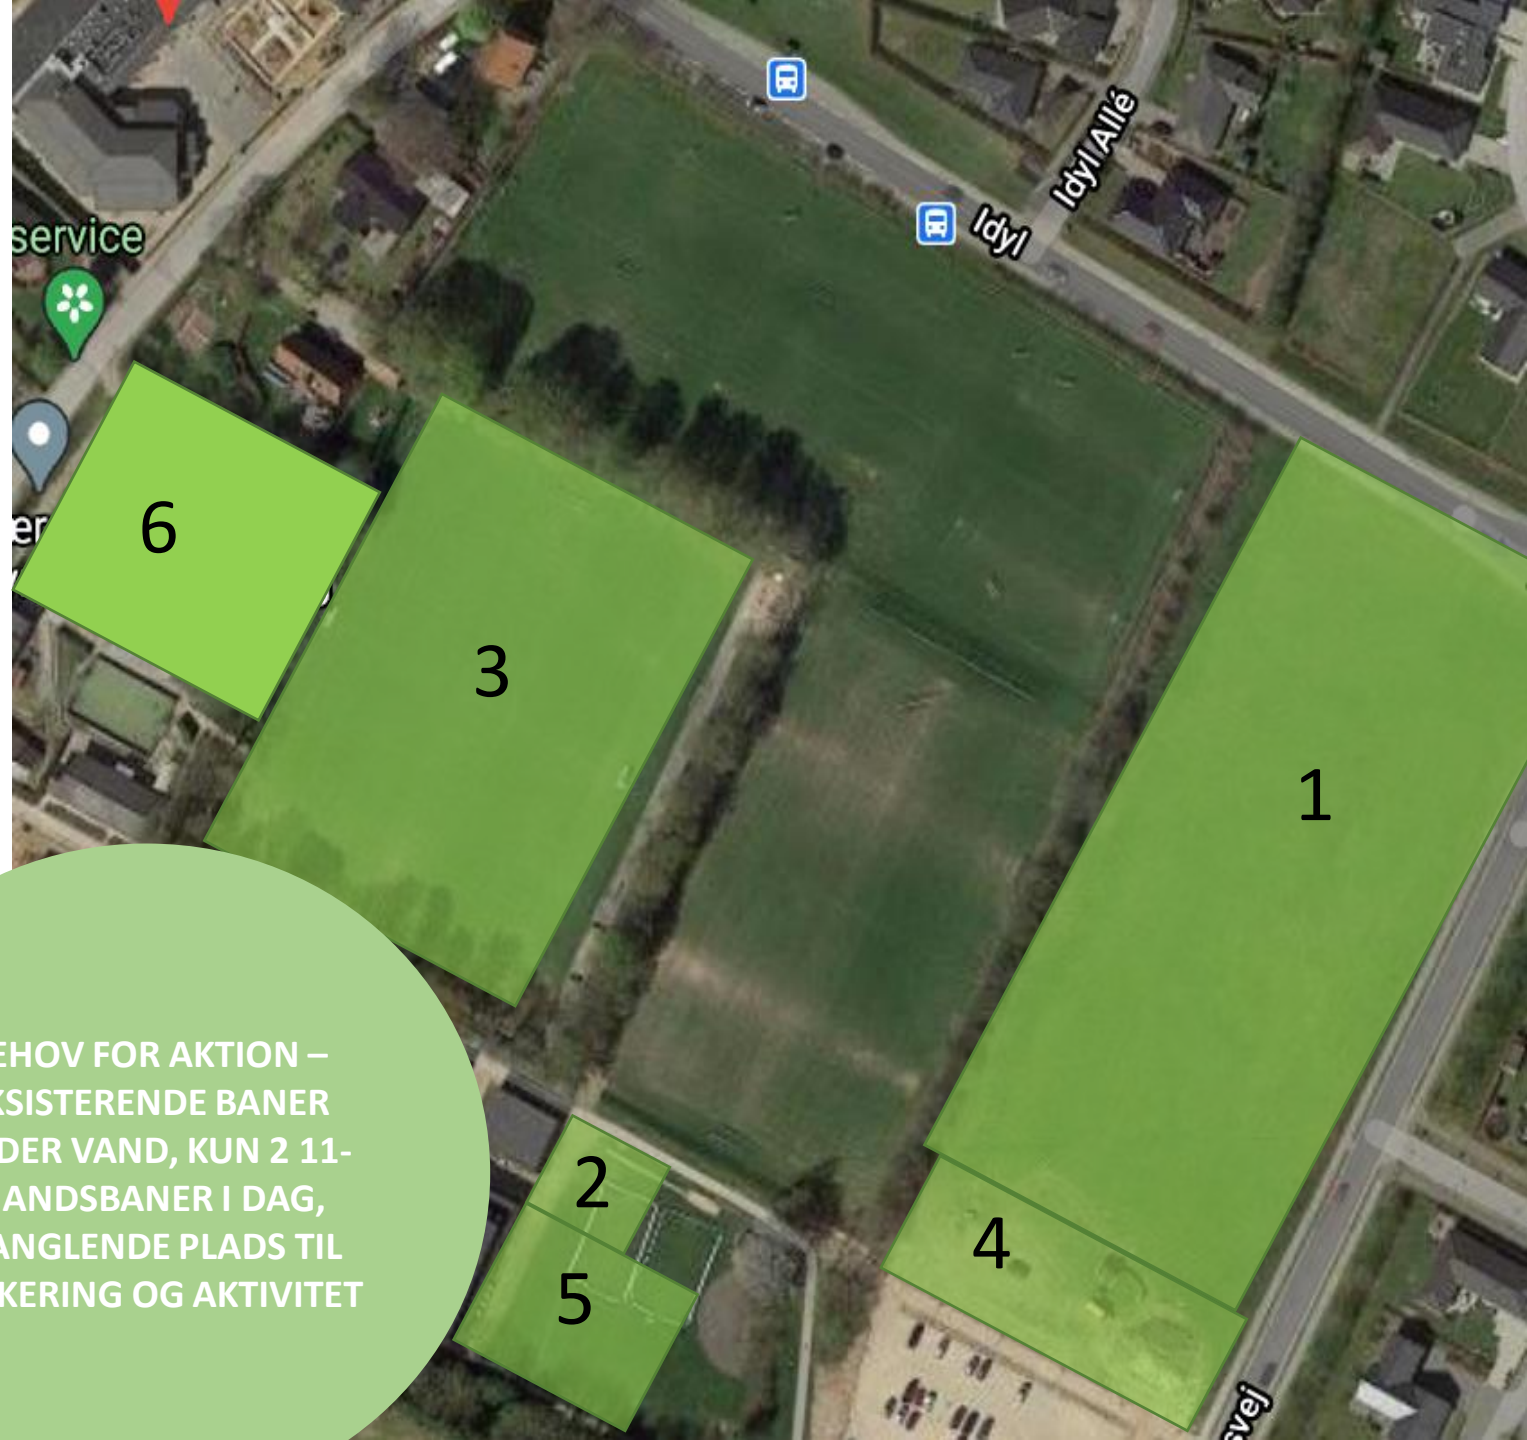 Idyl Allé
Idyl
service
er
6
3
1
2
4
5
EHOV FOR AKTION –
KSISTERENDE BANER
DER VAND, KUN 2 11-
ANDSBANER I DAG,
ANGLENDE PLADS TIL
KERING OG AKTIVITET
svej